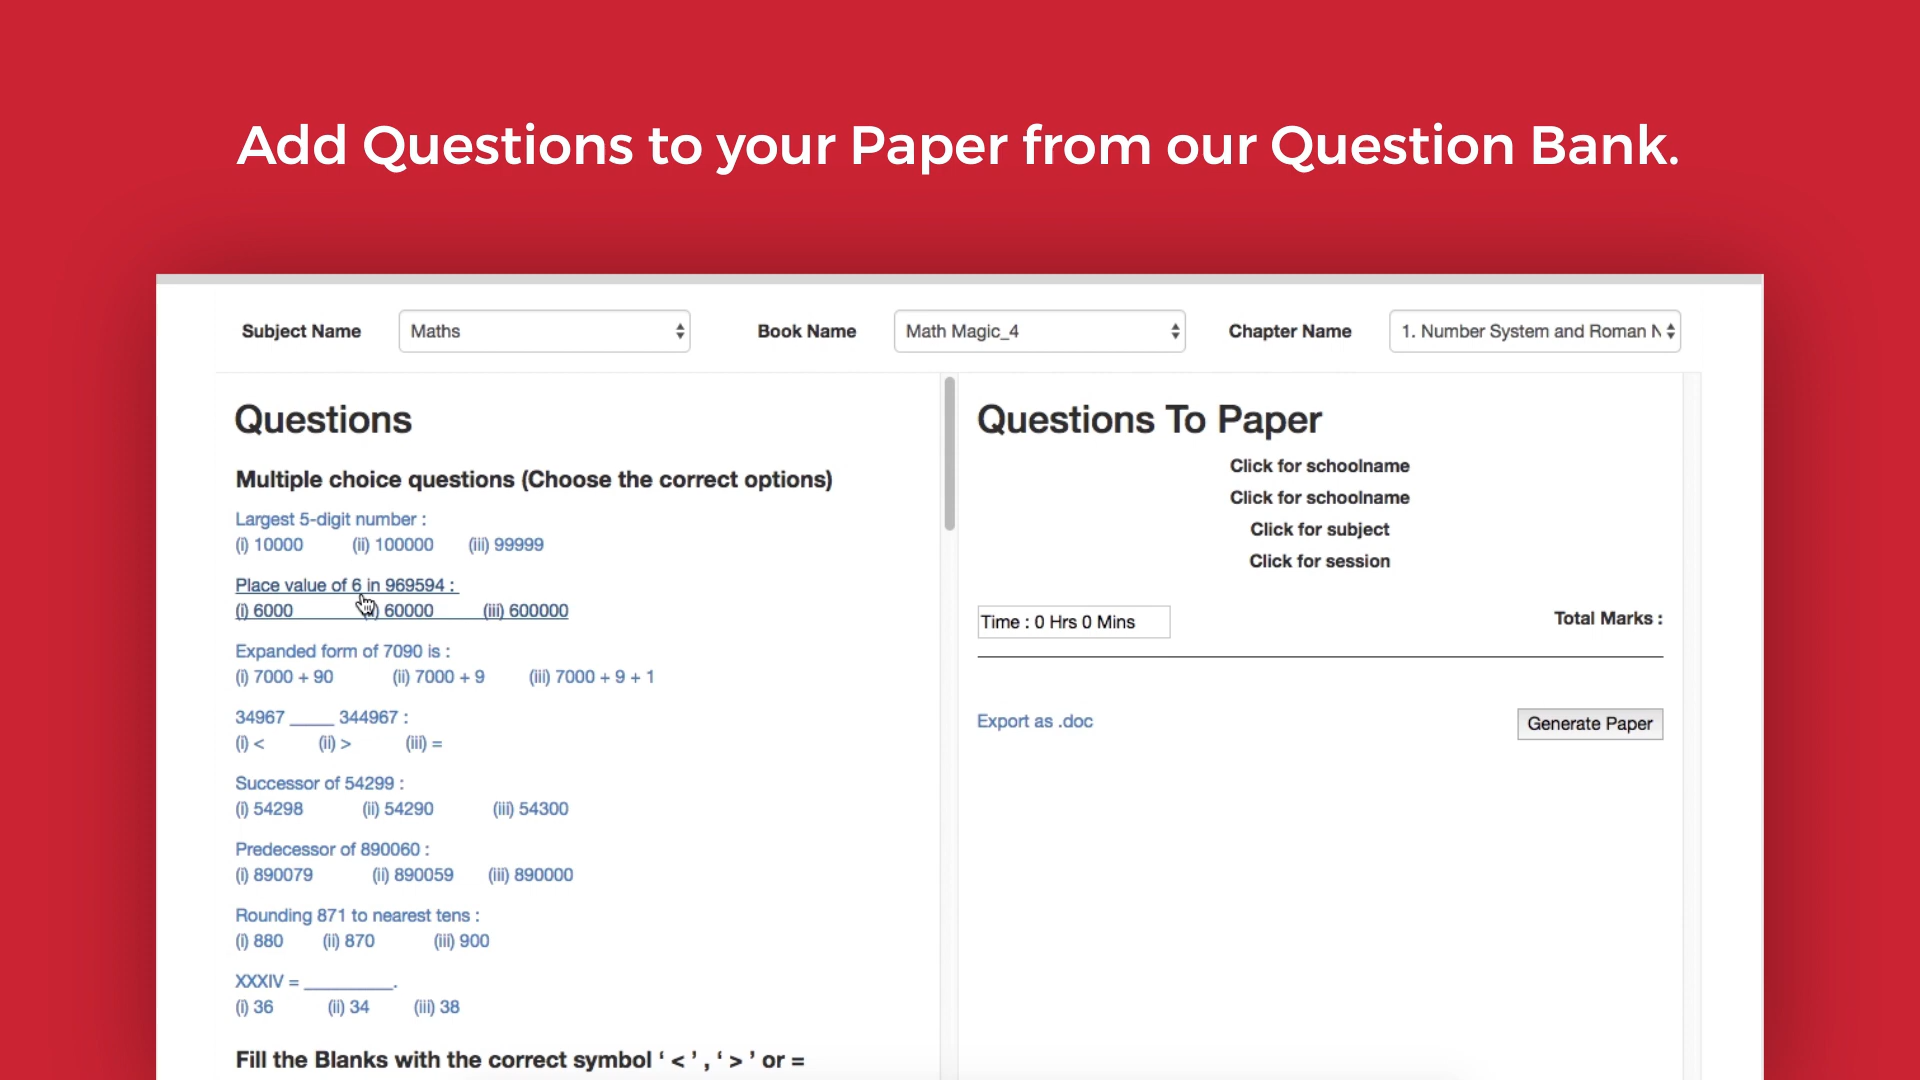 Add Questions to your Paper from our Question Bank.
Subject Name Maths Book Name Math Magic_4 Chapter Name 1. Number System and Roman N
Questions
Multiple choice questions (Choose the correct options)
Largest 5-digit number :
(i) 10000 (ii) 100000 (iii) 99999
Place value of 6 in 969594 :
(i) 6000 60000 (iii) 600000
Expanded form of 7090 is :
(i) 7000 + 90 (ii) 7000 + 9 (iii) 7000 + 9 + 1
34967 _____ 344967 :
(i) < (ii) > (iii) =
Successor of 54299 :
(i) 54298 (ii) 54290 (iii) 54300
Predecessor of 890060 :
(i) 890079 (ii) 890059 (iii) 890000
Rounding 871 to nearest tens :
(i) 880 (ii) 870 (iii) 900
XXXIV = __________.
(i) 36 (ii) 34 (iii) 38
Fill the Blanks with the correct symbol ‘ < ’ , ‘ > ’ or =
Questions To Paper
Click for schoolname
Click for schoolname
Click for subject
Click for session
Time : 0 Hrs 0 Mins Total Marks :
Export as .doc Generate Paper